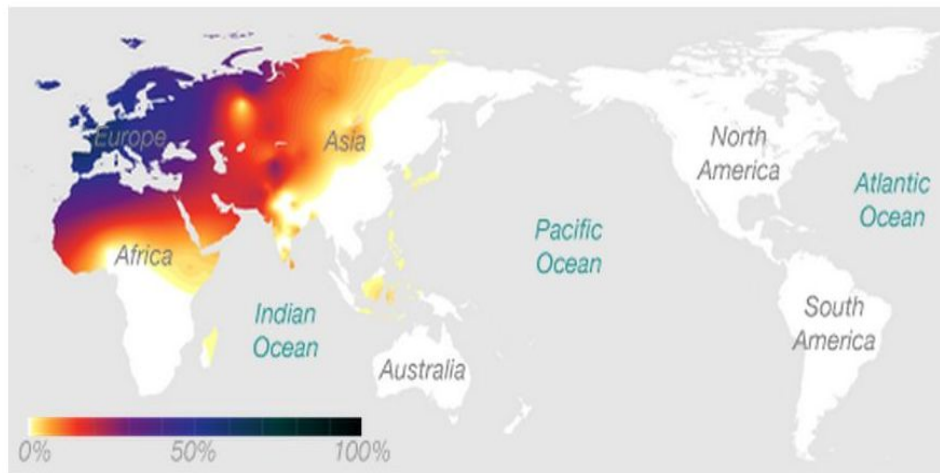 Europe
Asia
North
America
Atlantic
Ocean
Africa
Pacific
Ocean
Indian
Ocean
South
America
Australia
0%
50%
100%